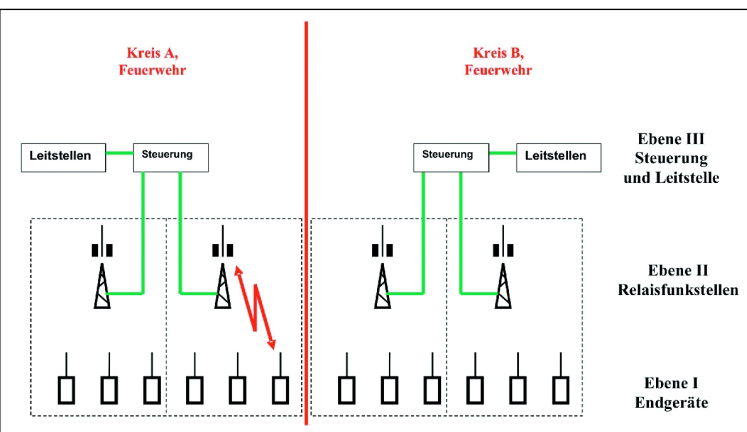 Kreis A,
Feuerwehr
Kreis B,
Feuerwehr
Leitstellen
Steuerung
Steuerung
Leitstellen
Ebene III
Steuerung
und Leitstelle
Ebene II
Relaisfunkstellen
Ebene I
Endgeräte